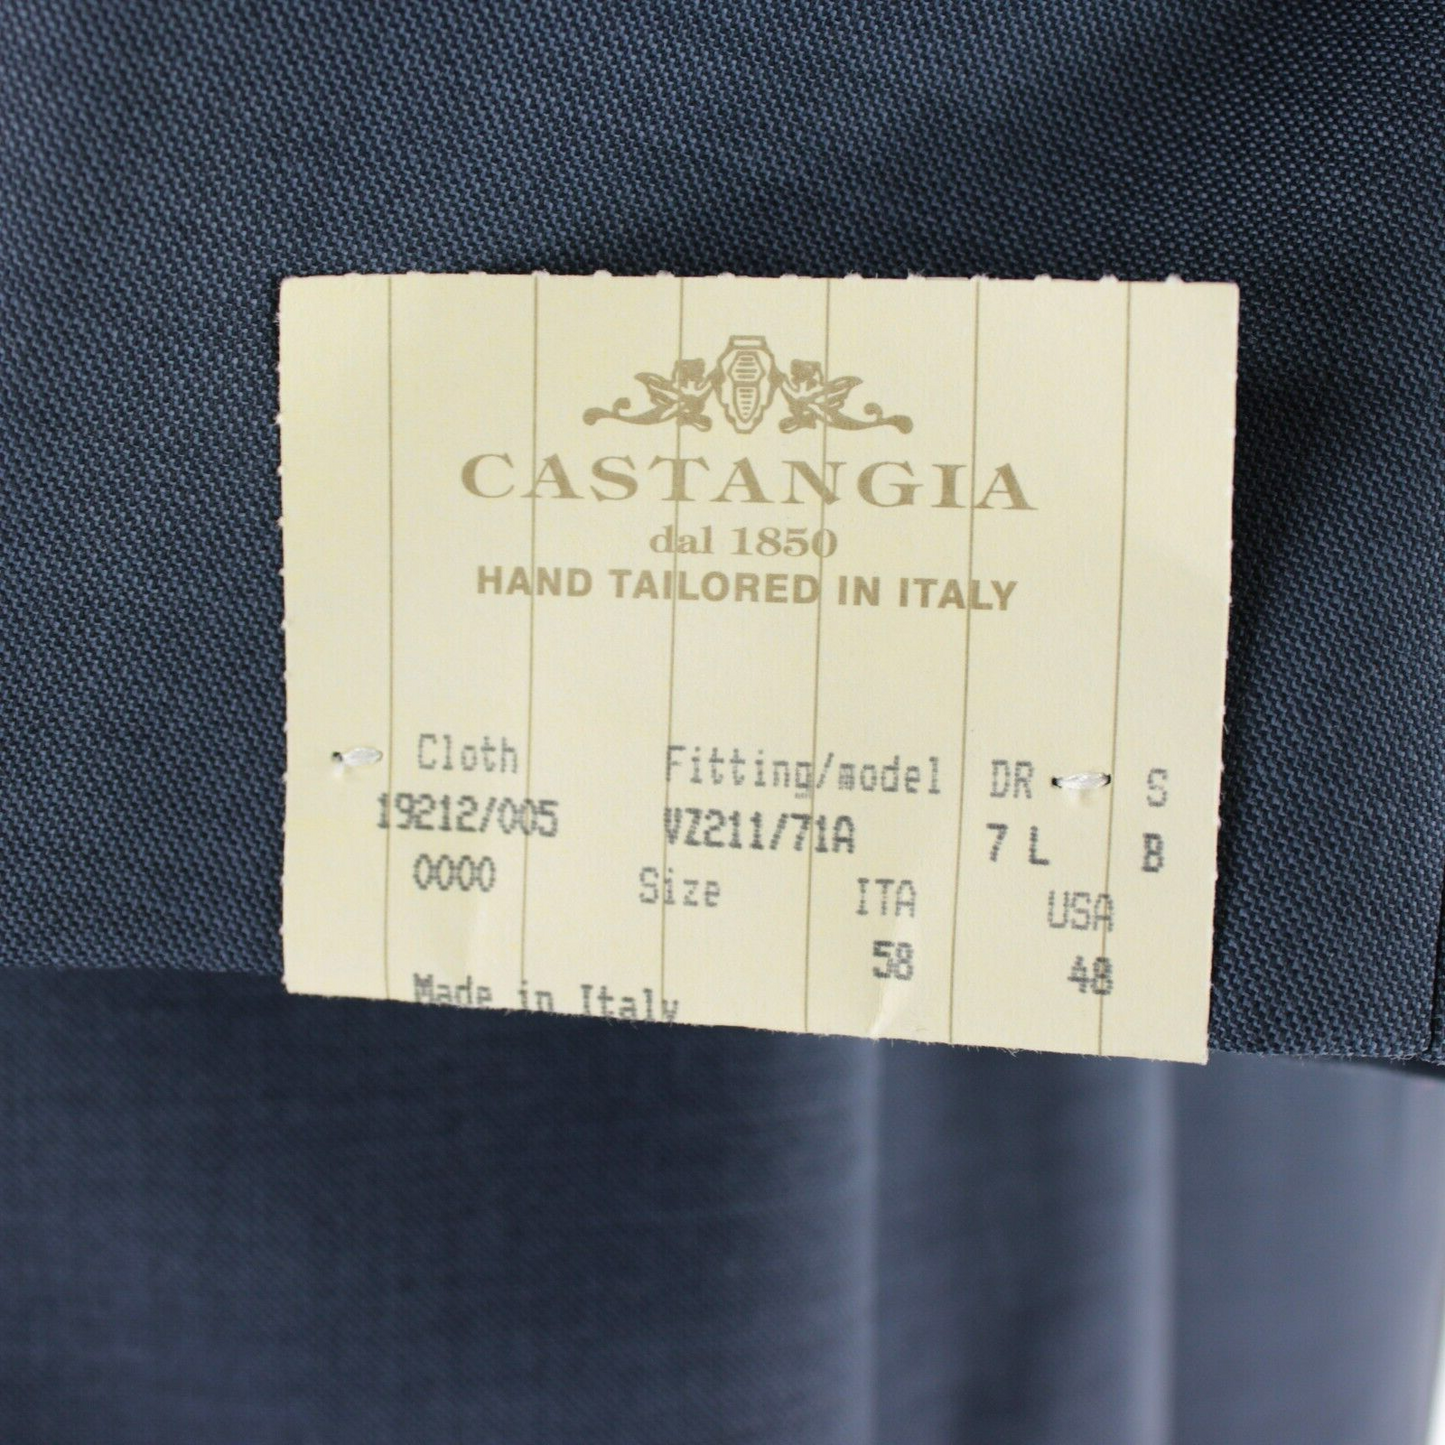 CASTANGIA
dal 1850
HAND TAILORED IN ITALY
Cloth Fitting/model DR S
19212/005 VZ211/71A 7 L B
0000 Size ITA USA
58 48
Made in Italy